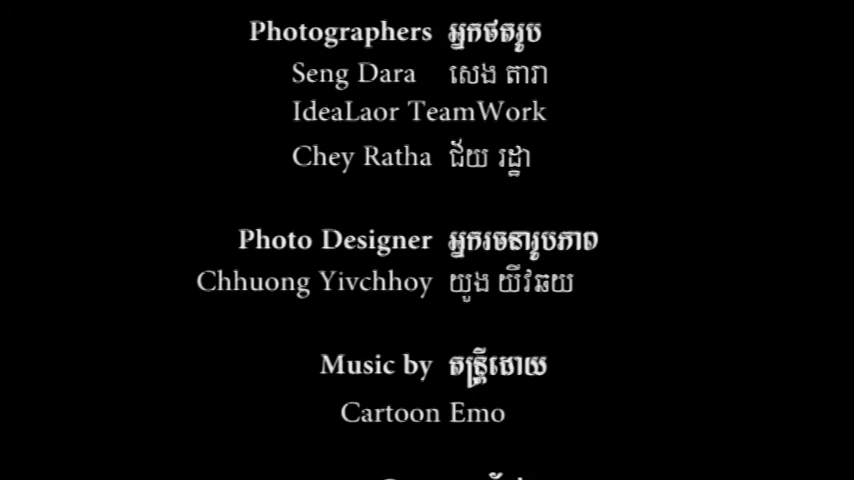 Photographers អ្នកថតរូប
Seng Dara សេង តារា
IdeaLaor TeamWork
Chey Ratha ជ័យ រដ្ឋា
Photo Designer អ្នករចនារូបភាព
Chhuong Yivchhoy យូង យីវឆយ
Music by តន្រ្តីដោយ
Cartoon Emo